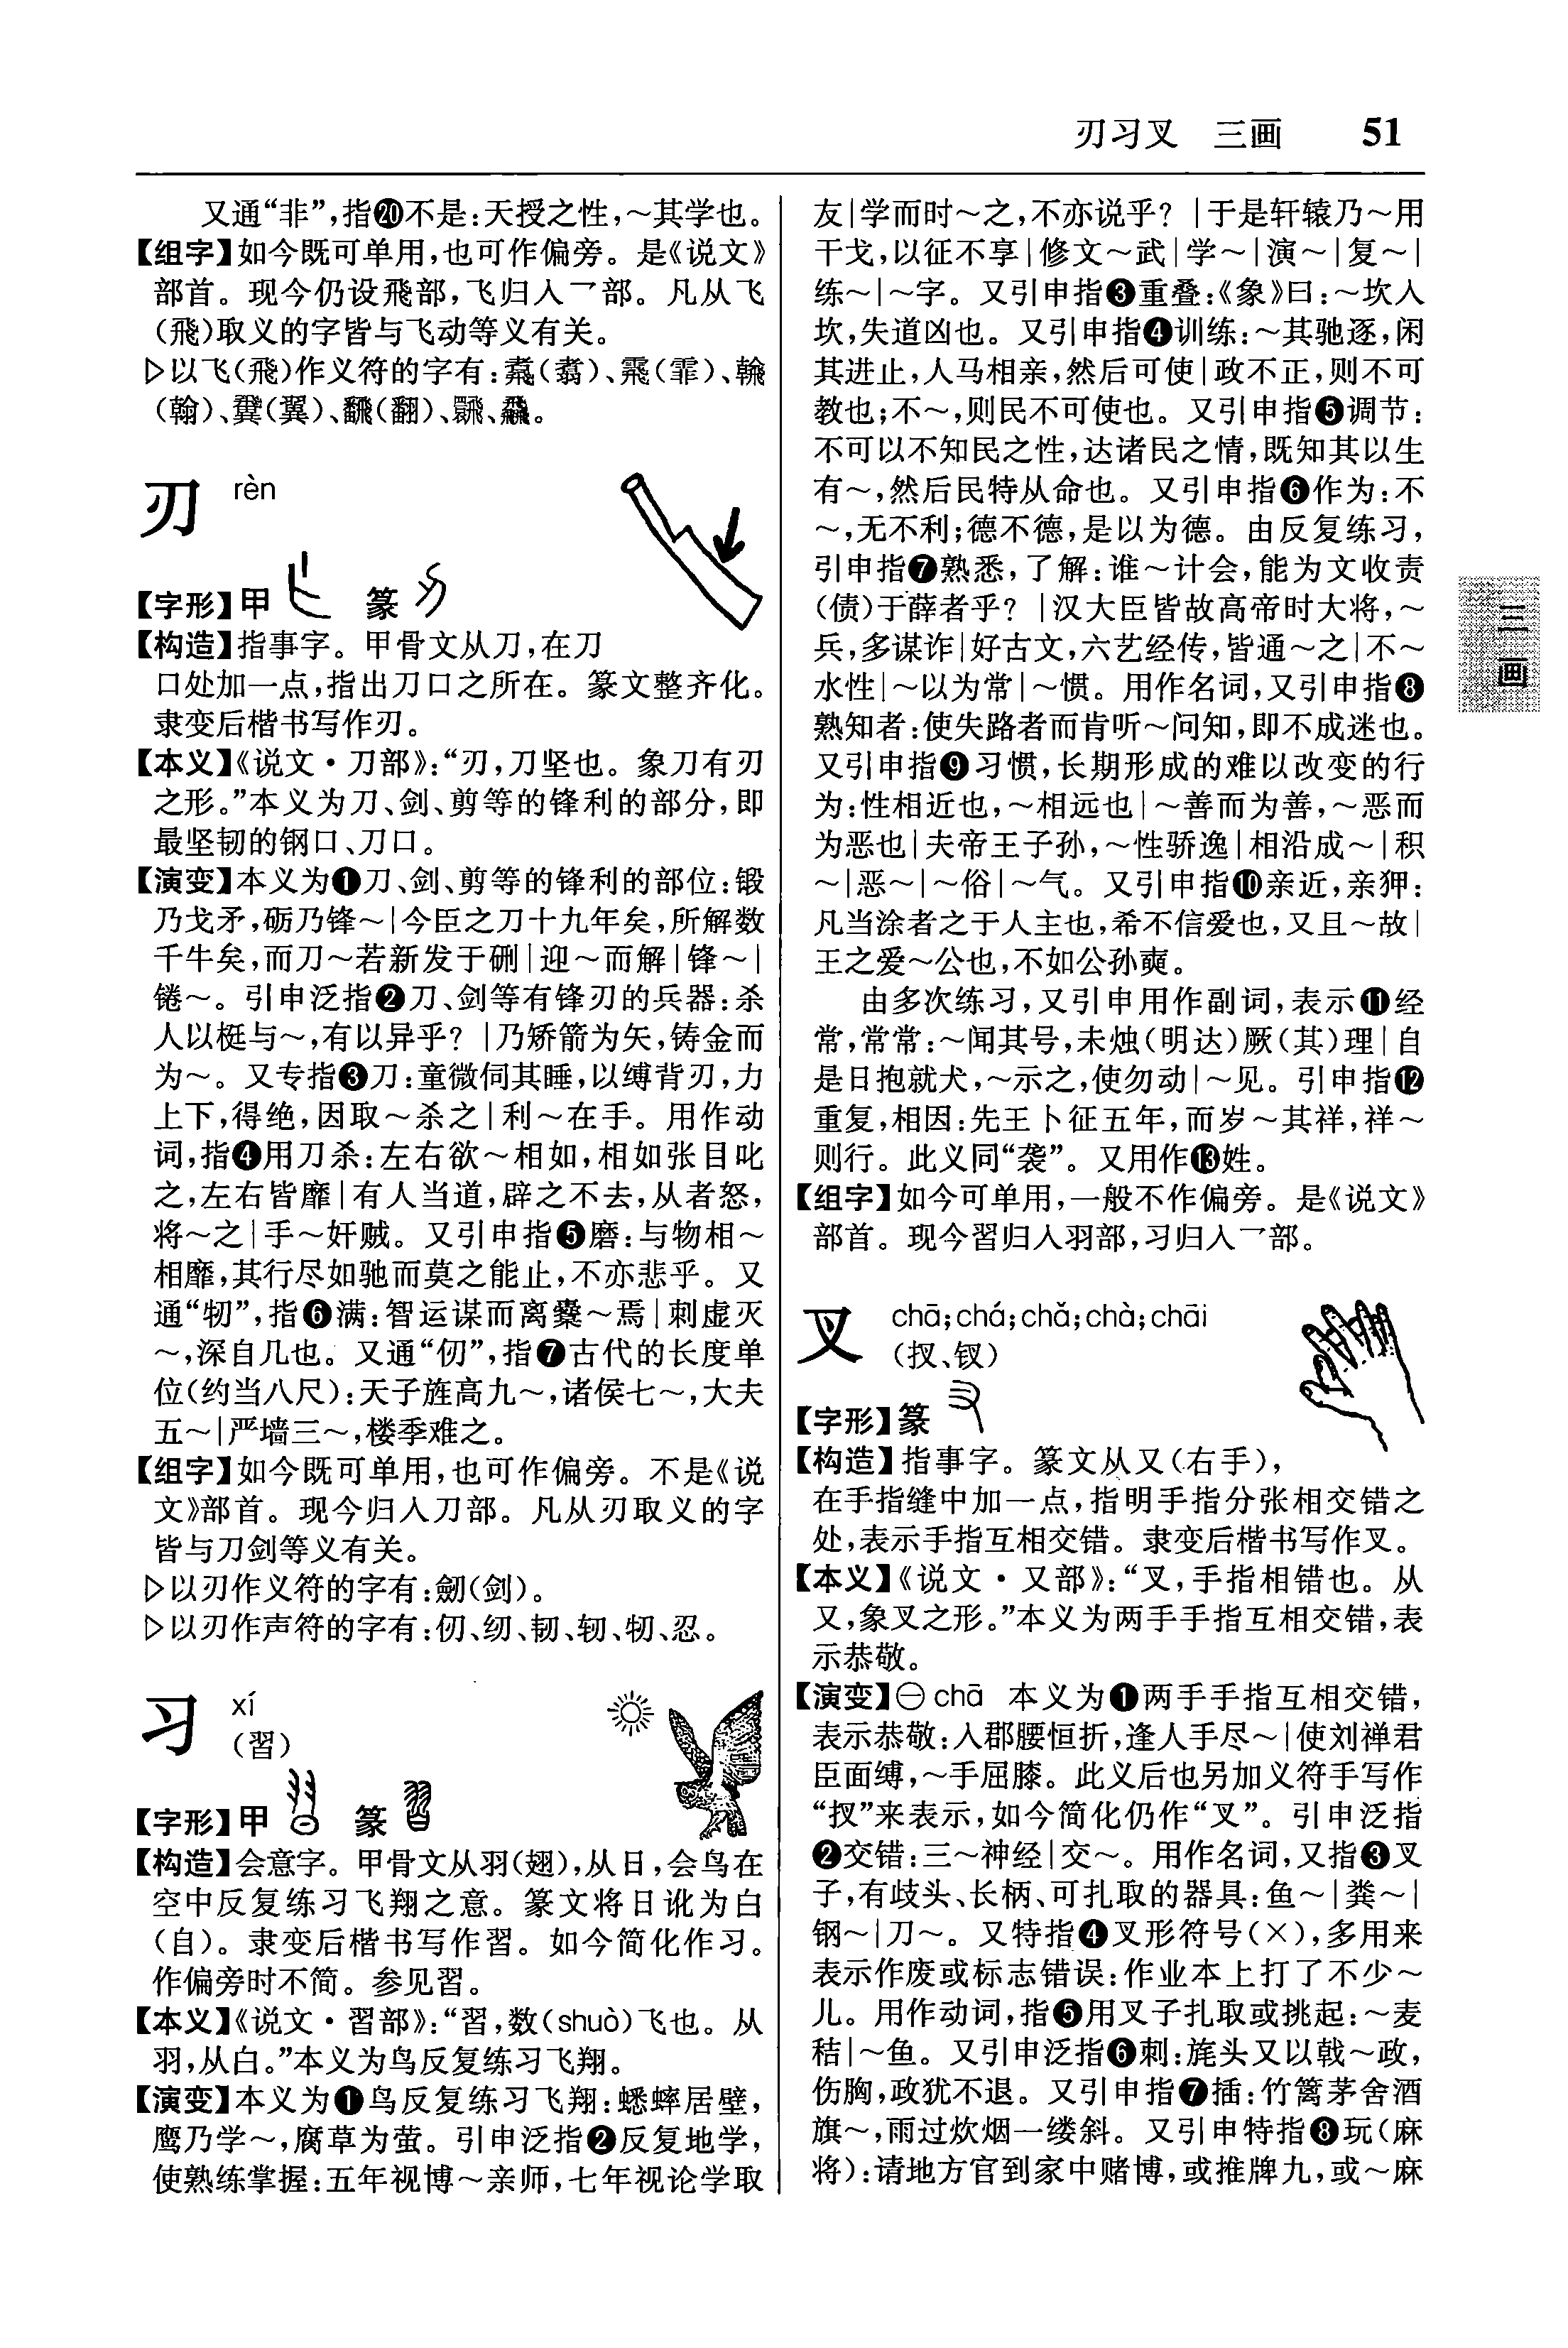 刃习叉 三画 51
又通“非”,指⑳不是:天授之性,～其学也。
【组字】如今既可单用,也可作偏旁。是《说文》
部首。现今仍设飛部,飞归入乛部。凡从飞
(飛)取义的字皆与飞动等义有关。
▷以飞(飛)作义符的字有:
(翰)、(翼)、飜(翻)、
刃 rèn
【字形】甲 篆
【构造】指事字。甲骨文从刀,在刀
口处加一点,指出刀口之所在。篆文整齐化。
隶变后楷书写作刃。
【本义】《说文·刀部》:“刃,刀坚也。象刀有刃
之形。”本义为刀、剑、剪等的锋利的部分,即
最坚韧的钢口、刀口。
【演变】本义为❶刀、剑、剪等的锋利的部位:锻
乃戈矛,砺乃锋～|今臣之刀十九年矣,所解数
千牛矣,而刀～若新发于硎|迎～而解|锋～|
锩～。引申泛指❷刀、剑等有锋刃的兵器:杀
人以梃与～,有以异乎? |乃矫箭为矢,铸金而
为～。又专指❸刀:童微伺其睡,以缚背刃,力
上下,得绝,因取～杀之|利～在手。用作动
词,指❹用刀杀:左右欲～相如,相如张目叱
之,左右皆靡|有人当道,辟之不去,从者怒,
将～之|手～奸贼。又引申指❺磨:与物相～
相靡,其行尽如驰而莫之能止,不亦悲乎。又
通“牣”,指❻满:智运谋而离〜焉|刺虚灭
～,深自几也。又通“仞”,指❼古代的长度单
位(约当八尺):天子旌高九～,诸侯七～,大夫
五～|严墙三～,楼季难之。
【组字】如今既可单用,也可作偏旁。不是《说
文》部首。现今归入刀部。凡从刃取义的字
皆与刀剑等义有关。
▷以刃作义符的字有:劒(剑)。
▷以刃作声符的字有:仞、纫、韧、轫、牣、忍。
习 xí
(習)
【字形】甲 篆
【构造】会意字。甲骨文从羽(翅),从日,会鸟在
空中反复练习飞翔之意。篆文将日讹为白
(自)。隶变后楷书写作習。如今简化作习。
作偏旁时不简。参见習。
【本义】《说文·習部》:“習,数(shuò)飞也。从
羽,从白。”本义为鸟反复练习飞翔。
【演变】本义为❶鸟反复练习飞翔:蟋蟀居壁,
鹰乃学～,腐草为萤。引申泛指❷反复地学,
使熟练掌握:五年视博～亲师,七年视论学取
友|学而时～之,不亦说乎? |于是轩辕乃～用
干戈,以征不享|修文～武|学～|演～|复～|
练～|～字。又引申指❸重叠:《象》曰:～坎入
坎,失道凶也。又引申指❹训练:～其驰逐,闲
其进止,人马相亲,然后可使|政不正,则不可
教也;不～,则民不可使也。又引申指❺调节:
不可以不知民之性,达诸民之情,既知其以生
有～,然后民特从命也。又引申指❻作为:不
～,无不利;德不德,是以为德。由反复练习,
引申指❼熟悉,了解:谁～计会,能为文收责
(债)于薛者乎? |汉大臣皆故高帝时大将,～
兵,多谋诈|好古文,六艺经传,皆通～之|不～
水性|～以为常|～惯。用作名词,又引申指❽
熟知者:使失路者而肯听～问知,即不成迷也。
又引申指❾习惯,长期形成的难以改变的行
为:性相近也,～相远也|～善而为善,～恶而
为恶也|夫帝王子孙,～性骄逸|相沿成～|积
～|恶～|～俗|～气。又引申指❿亲近,亲狎:
凡当涂者之于人主也,希不信爱也,又且～故|
王之爱～公也,不如公孙奭。
由多次练习,又引申用作副词,表示⓫经
常,常常:～闻其号,未烛(明达)厥(其)理|自
是日抱就犬,～示之,使勿动|～见。引申指⓬
重复,相因:先王卜征五年,而岁～其祥,祥～
则行。此义同“袭”。又用作⓭姓。
【组字】如今可单用,一般不作偏旁。是《说文》
部首。现今習归入羽部,习归入乛部。
叉 chā;chá;chǎ;chà;chāi
(扠、钗)
【字形】篆
【构造】指事字。篆文从又(右手),
在手指缝中加一点,指明手指分张相交错之
处,表示手指互相交错。隶变后楷书写作叉。
【本义】《说文·又部》:“叉,手指相错也。从
又,象叉之形。”本义为两手手指互相交错,表
示恭敬。
【演变】㊀chā 本义为❶两手手指互相交错,
表示恭敬:入郡腰恒折,逢人手尽～|使刘禅君
臣面缚,～手屈膝。此义后也另加义符手写作
“扠”来表示,如今简化仍作“叉”。引申泛指
❷交错:三～神经|交～。用作名词,又指❸叉
子,有歧头、长柄、可扎取的器具:鱼～|粪～|
钢～|刀～。又特指❹叉形符号(×),多用来
表示作废或标志错误:作业本上打了不少～
儿。用作动词,指❺用叉子扎取或挑起:～麦
秸|～鱼。又引申泛指❻刺:旄头又以戟～政,
伤胸,政犹不退。又引申指❼插:竹篱茅舍酒
旗～,雨过炊烟一缕斜。又引申特指❽玩(麻
将):请地方官到家中赌博,或推牌九,或～麻
三画